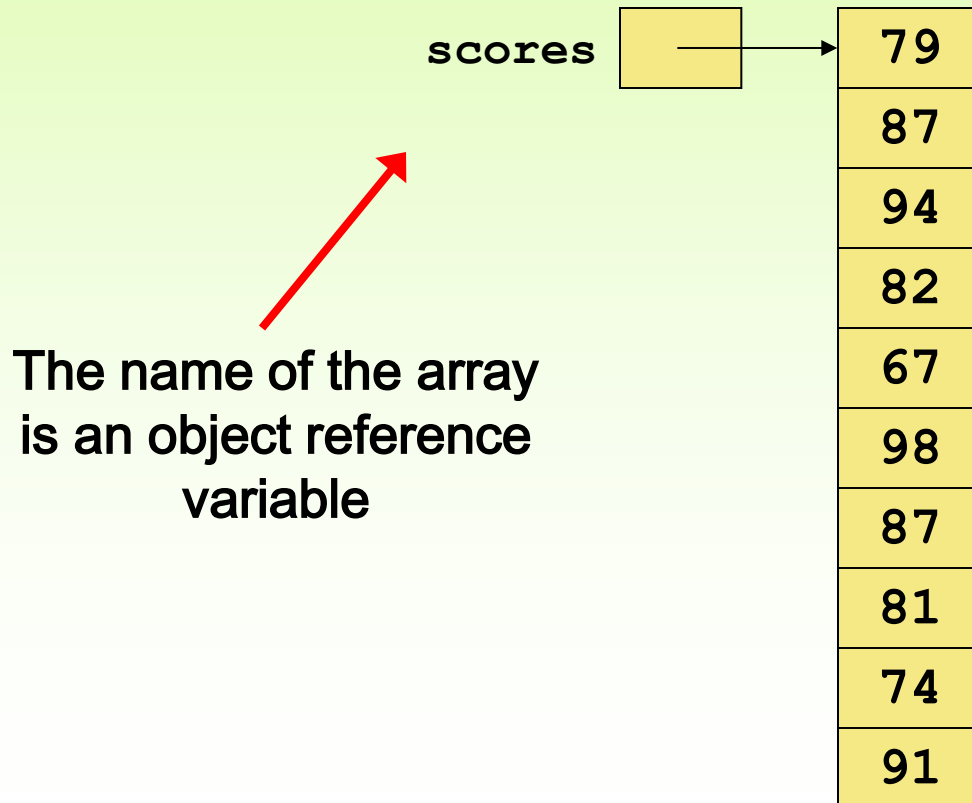 scores
79
87
94
82
67
98
87
81
74
91
The name of the array
is an object reference
variable